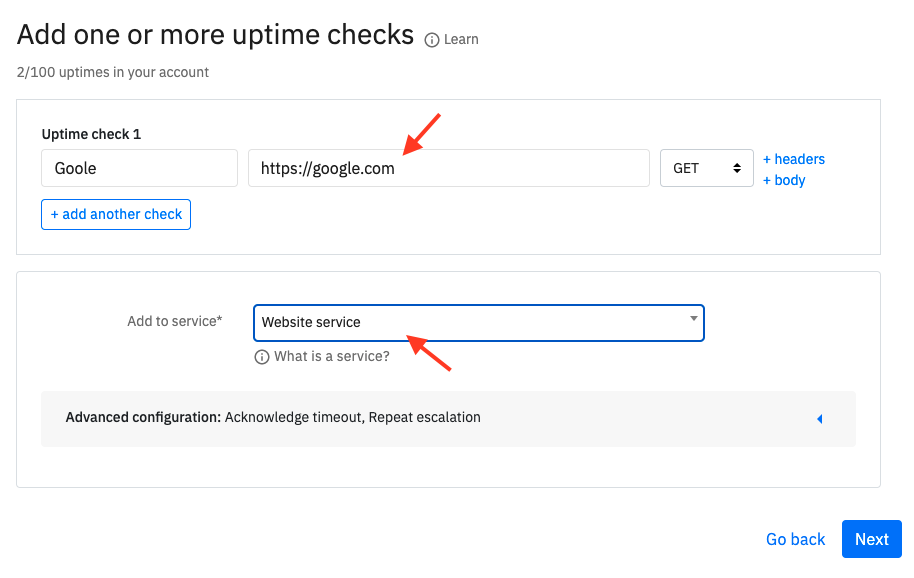 Add one or more uptime checks Learn
2/100 uptimes in your account
Uptime check 1
Goole https://google.com GET + headers
+ body
+ add another check
Add to service* Website service
What is a service?
Advanced configuration: Acknowledge timeout, Repeat escalation
Go back Next